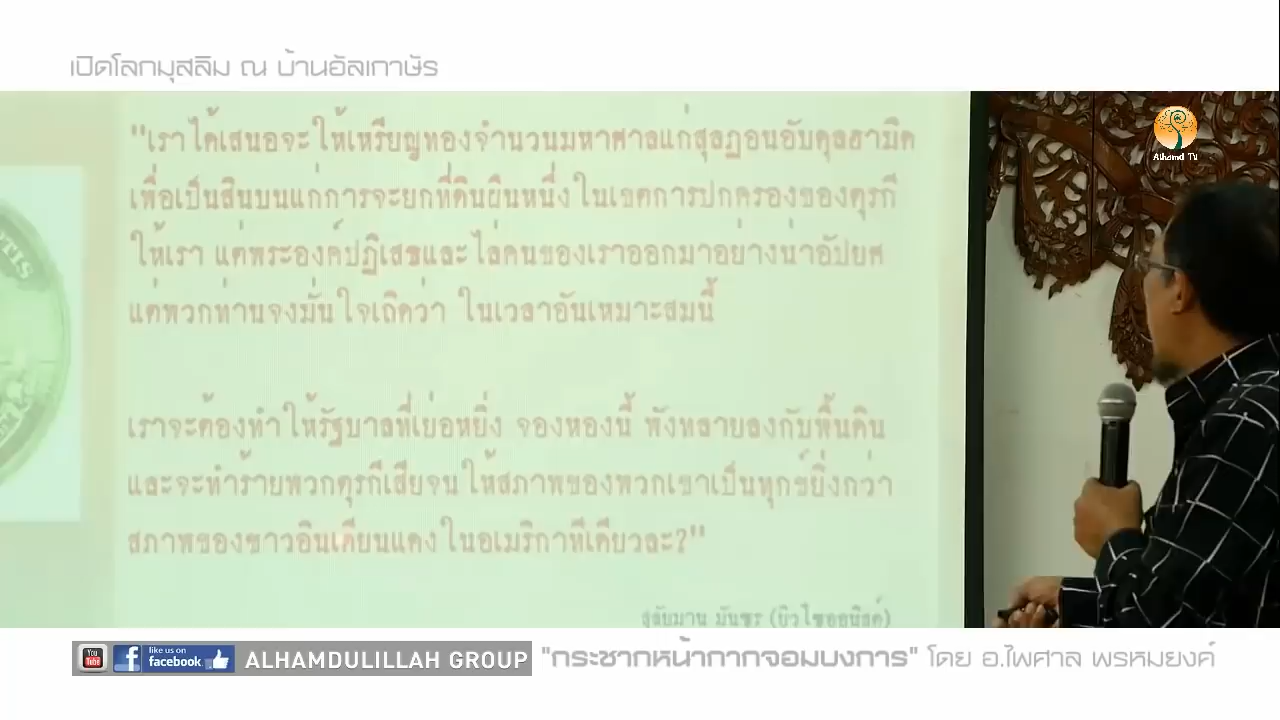 เปิดโลกมุสลิม ณ บ้านอัลเกาษัร
Alhamd TV
"เราได้เสนอจะให้เหรียญทองจำนวนมหาศาลแก่สุลฏอนอับดุลฮามิด
เพื่อเป็นสินบนแก่การจะยกที่ดินผืนหนึ่งในเขตการปกครองของตุรกี
ให้เรา แต่พระองค์ปฏิเสธและไล่คนของเราออกมาอย่างน่าอัปยศ
แต่พวกท่านจงมั่นใจเถิดว่า ในเวลาอันเหมาะสมนี้
เราจะต้องทำให้รัฐบาลที่เย่อหยิ่ง จองหองนี้ พังทลายลงกับพื้นดิน
และจะทำร้ายพวกตุรกีเสียจนให้สภาพของพวกเขาเป็นทุกข์ยิ่งกว่า
สภาพของชาวอินเดียนแดงในอเมริกาทีเดียวละ?"
(ยิวไซออนิสต์)
You Tube
like us on
facebook
ALHAMDULILLAH GROUP
"กระชากหน้ากากจอมบงการ" โดย อ.ไพศาล พรหมยงค์